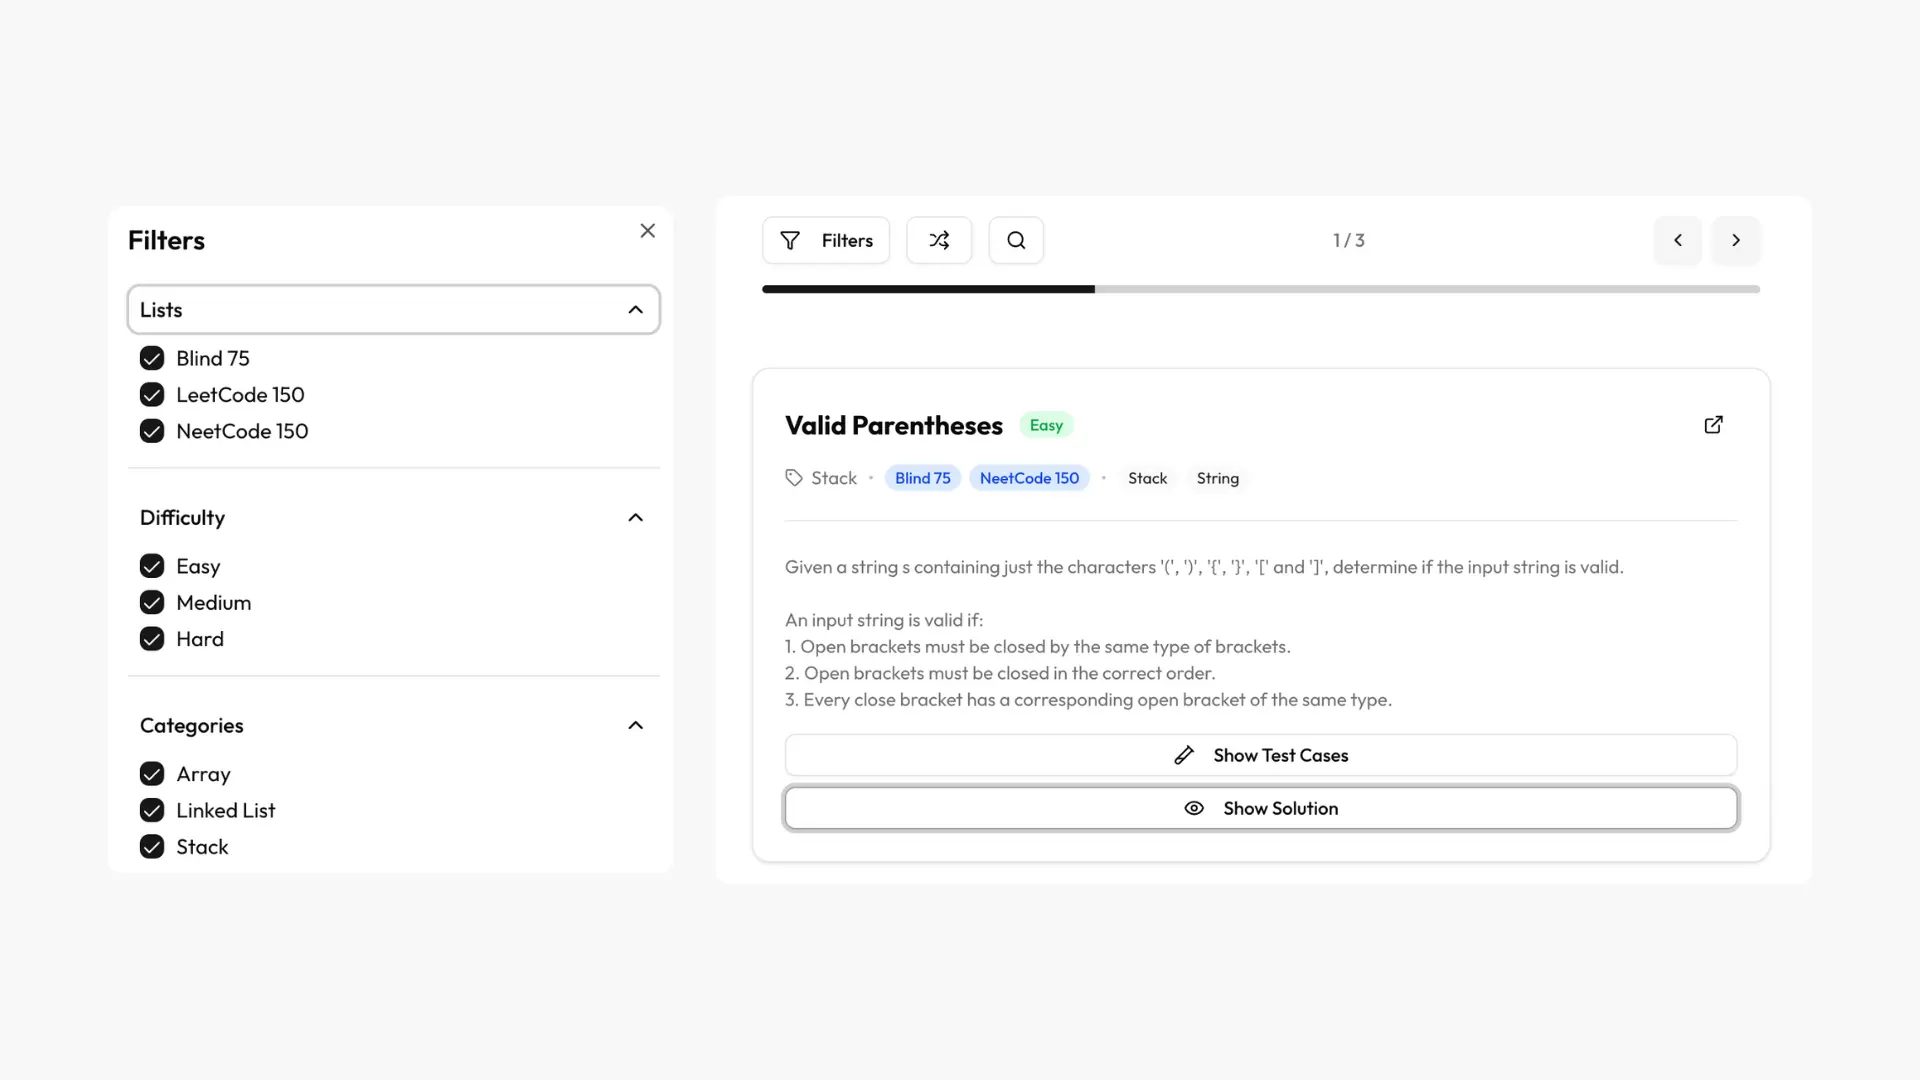 Filters
Lists
Blind 75
LeetCode 150
NeetCode 150
Difficulty
Easy
Medium
Hard
Categories
Array
Linked List
Stack
Filters
1 / 3
Valid Parentheses Easy
Stack • Blind 75 NeetCode 150 • Stack String
Given a string s containing just the characters '(', ')', '{', '}', '[' and ']', determine if the input string is valid.
An input string is valid if:
1. Open brackets must be closed by the same type of brackets.
2. Open brackets must be closed in the correct order.
3. Every close bracket has a corresponding open bracket of the same type.
Show Test Cases
Show Solution